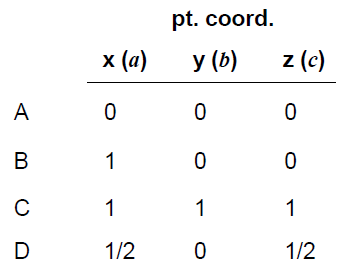 pt. coord.
x (a) y (b) z (c)
A 0 0 0
B 1 0 0
C 1 1 1
D 1/2 0 1/2